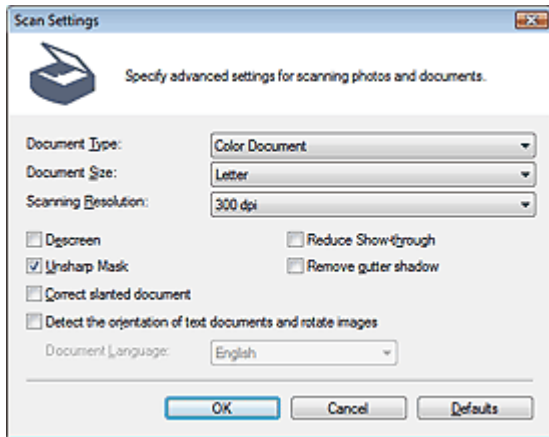 Scan Settings
Specify advanced settings for scanning photos and documents.
Document Type: Color Document
Document Size: Letter
Scanning Resolution: 300 dpi
Descreen Reduce Show-through
Unsharp Mask Remove gutter shadow
Correct slanted document
Detect the orientation of text documents and rotate images
Document Language: English
OK Cancel Defaults